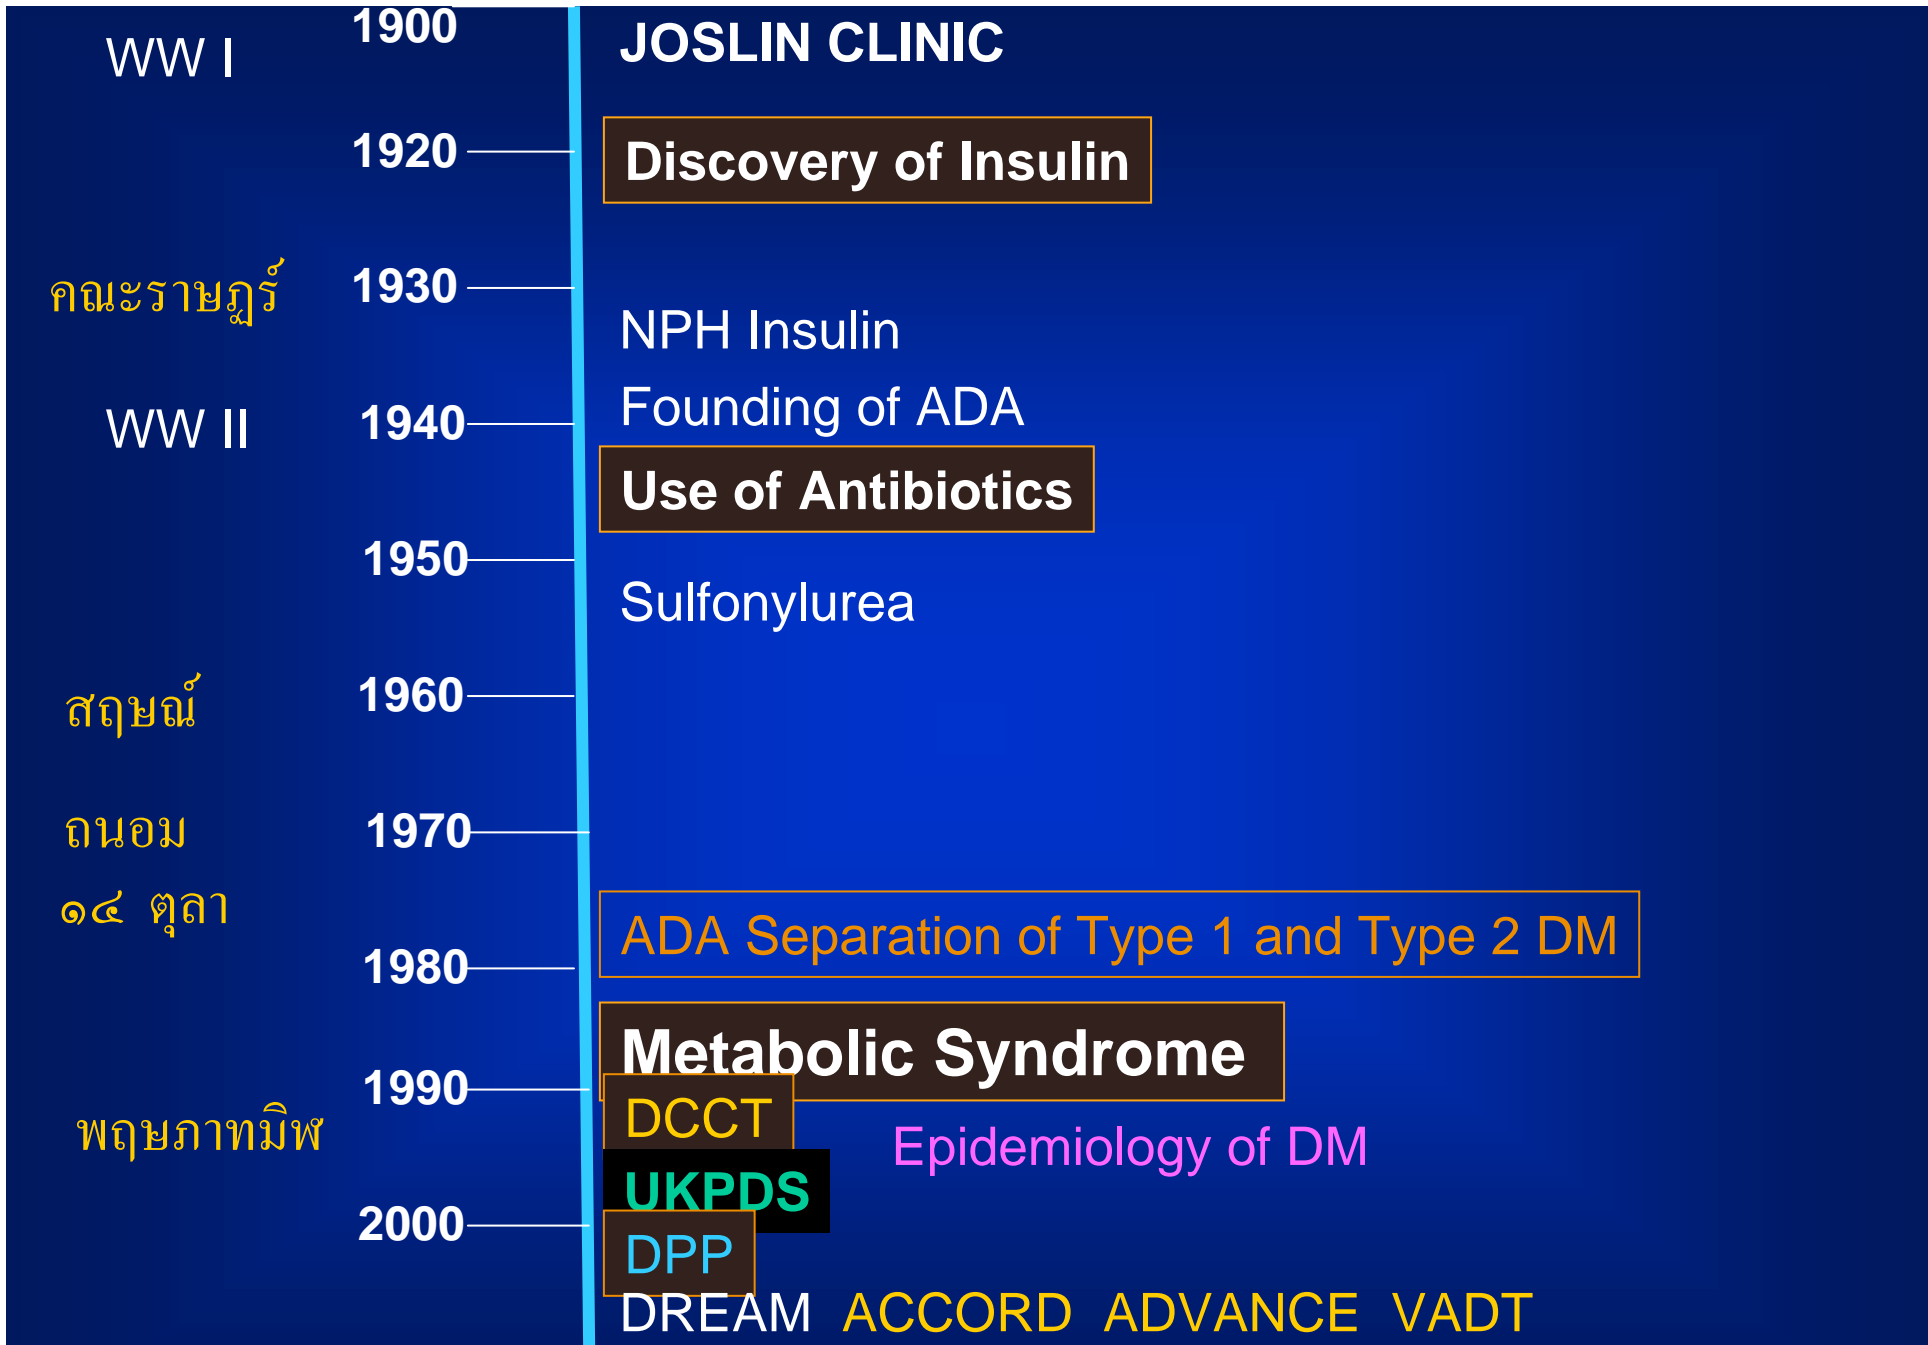 1900
WW I
JOSLIN CLINIC
1920
Discovery of Insulin
คณะราษฏร์
1930
NPH Insulin
Founding of ADA
WW II
1940
Use of Antibiotics
1950
Sulfonylurea
สฤษณ์
1960
ถนอม
1970
๑๔ ตุลา
ADA Separation of Type 1 and Type 2 DM
1980
Metabolic Syndrome
1990
DCCT
พฤษภาทมิฬ
Epidemiology of DM
UKPDS
2000
DPP
DREAM ACCORD ADVANCE VADT